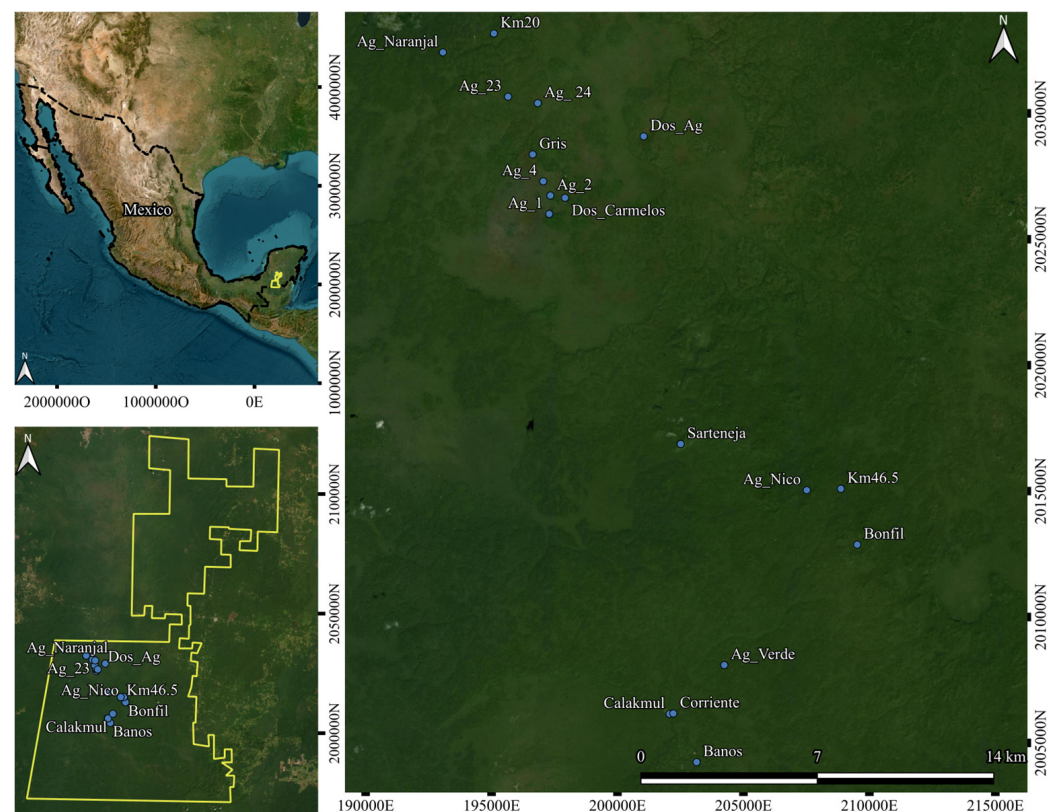 N
Mexico
4000000N
3000000N
2000000N
1000000N
2000000O
1000000O
0E
N
Ag_Naranjal
Dos_Ag
Ag_23
Ag_Nico
Km46.5
Bonfil
Calakmul
Banos
2100000N
2050000N
2000000N
N
Km20
Ag_Naranjal
Ag_23
Ag_ 24
Dos_Ag
Gris
Ag_4
Ag_2
Ag_1
Dos_Carmelos
Sarteneja
Ag_Nico
Km46.5
Bonfil
Ag_Verde
Calakmul
Corriente
Banos
0
7
14 km
2030000N
2025000N
2020000N
2015000N
2010000N
2005000N
190000E
195000E
200000E
205000E
210000E
215000E